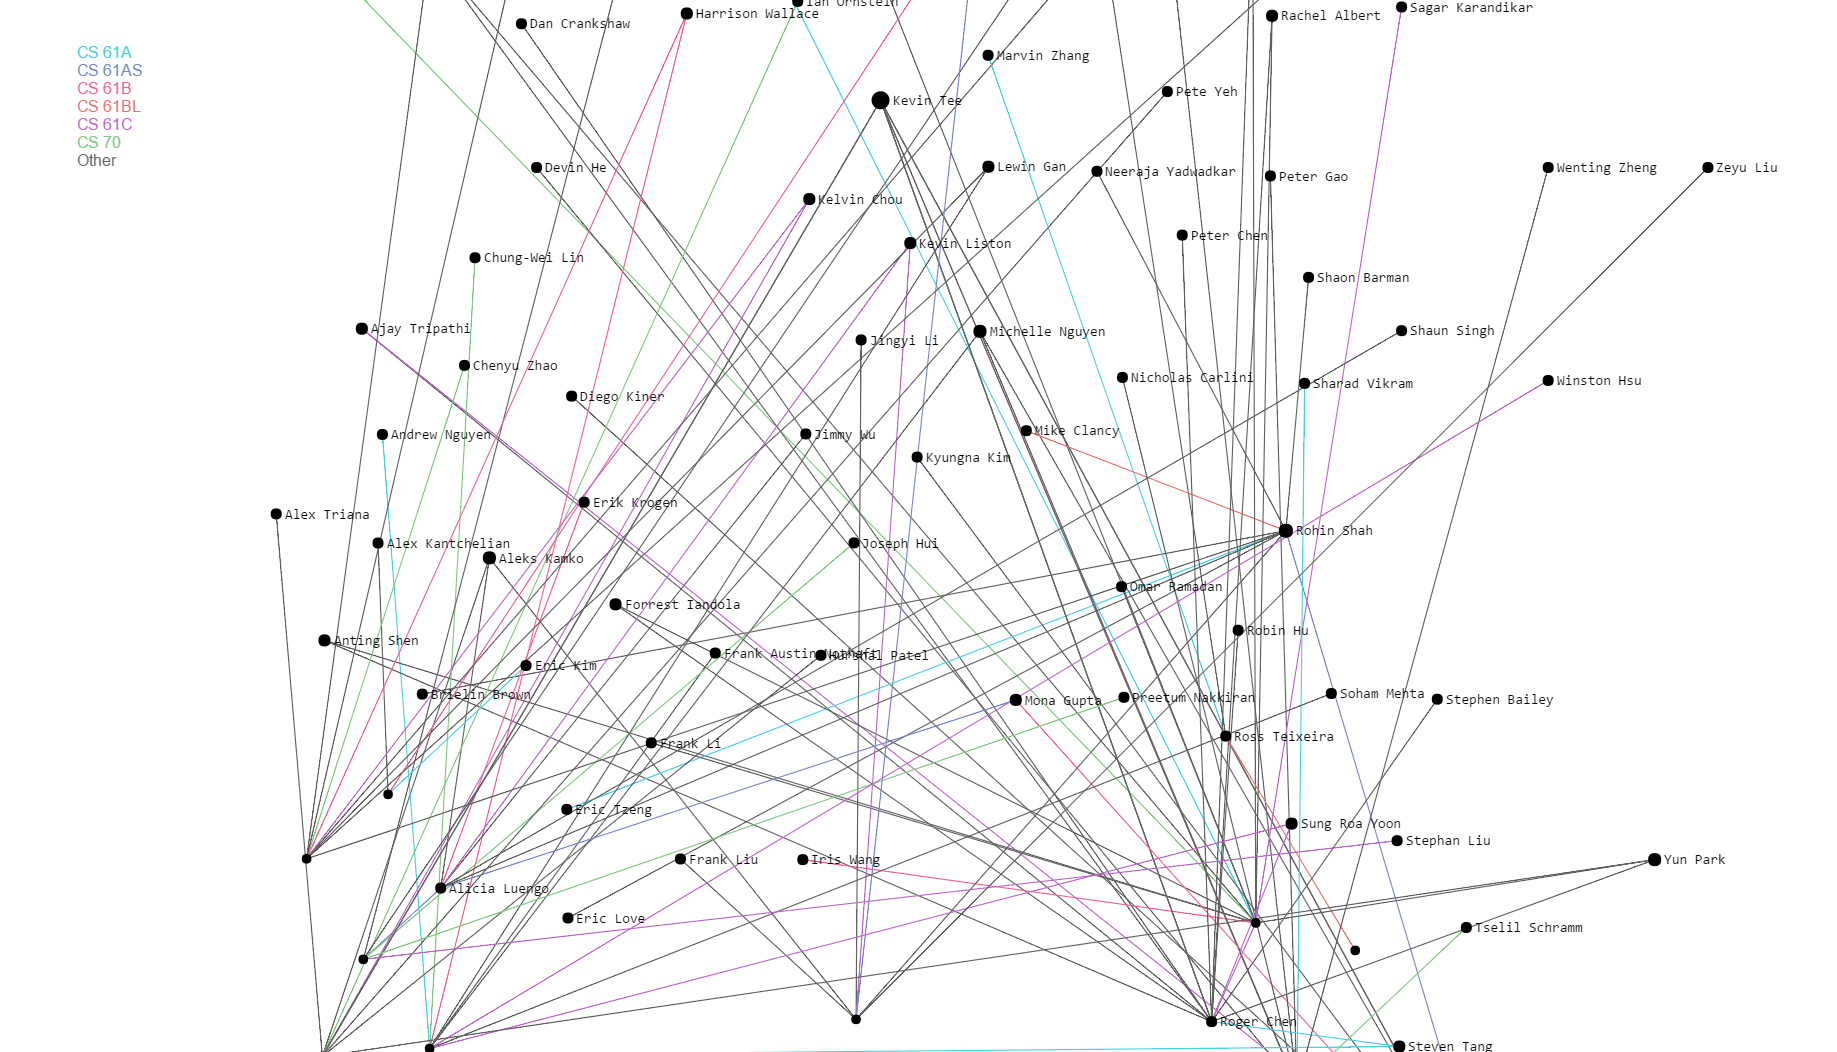 Ian Ornstein
Sagar Karandikar
Harrison Wallace
Rachel Albert
Dan Crankshaw
CS 61A
Marvin Zhang
CS 61AS
CS 61B
Pete Yeh
Kevin Tee
CS 61BL
CS 61C
CS 70
Other
Devin He
Lewin Gan
Neeraja Yadwadkar
Peter Gao
Wenting Zheng
Zeyu Liu
Kelvin Chou
Peter Chen
Kevin Liston
Chung-Wei Lin
Shaon Barman
Ajay Tripathi
Jingyi Li
Michelle Nguyen
Shaun Singh
Chenyu Zhao
Nicholas Carlini
Sharad Vikram
Winston Hsu
Diego Kiner
Andrew Nguyen
Jimmy Wu
Mike Clancy
Kyungna Kim
Erik Krogen
Alex Triana
Rohin Shah
Alex Kantchelian
Joseph Hui
Aleks Kamko
Omar Ramadan
Forrest Iandola
Robin Hu
Anting Shen
Frank Austin Nothaft
Harshal Patel
Eric Kim
Brielin Brown
Mona Gupta
Preetum Nakkiran
Soham Mehta
Stephen Bailey
Frank Li
Ross Teixeira
Eric Tzeng
Sung Roa Yoon
Stephan Liu
Frank Liu
Iris Wang
Yun Park
Alicia Luengo
Eric Love
Tselil Schramm
Roger Chen
Steven Tang